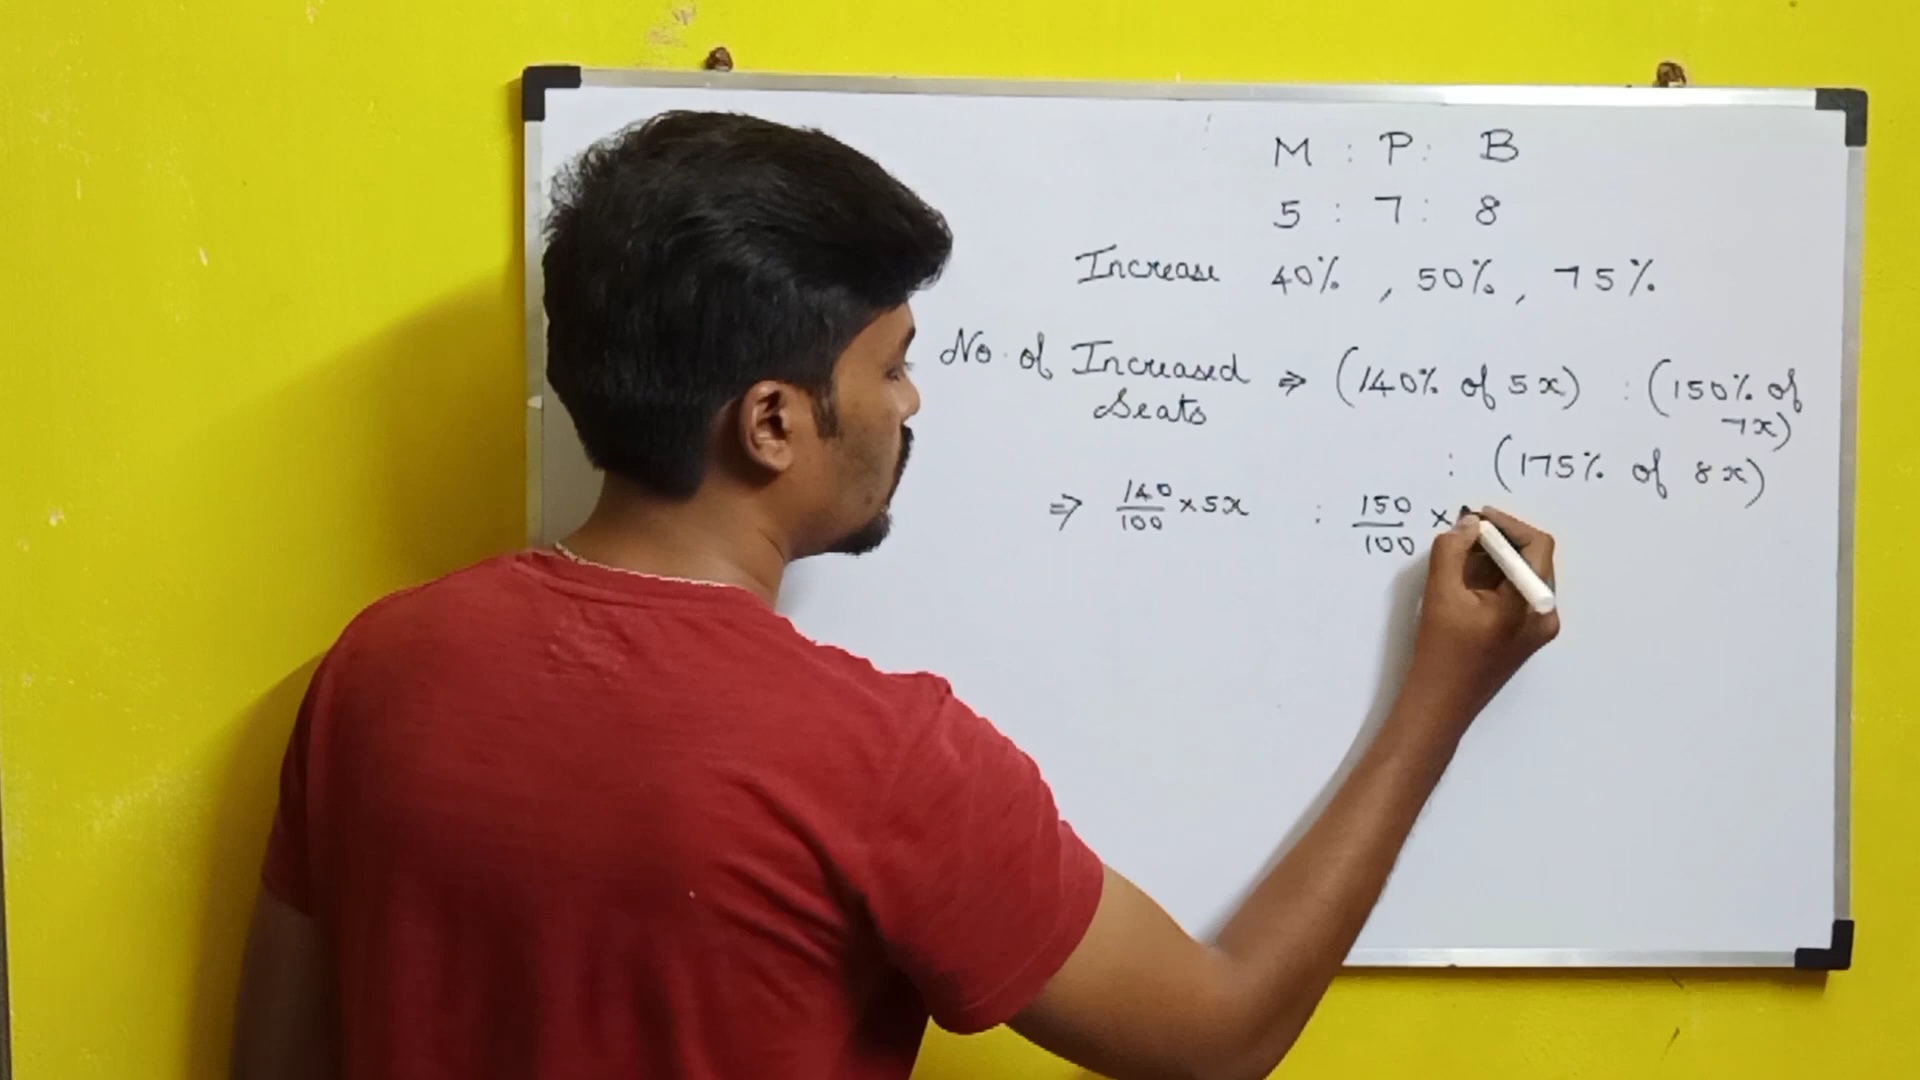 M : P : B
5 : 7 : 8
Increase 40% , 50%, 75%
No. of Increased Seats ⇒ (140% of 5x) : (150% of 7x)
: (175% of 8x)
⇒ 140/100 × 5x : 150/100 ×